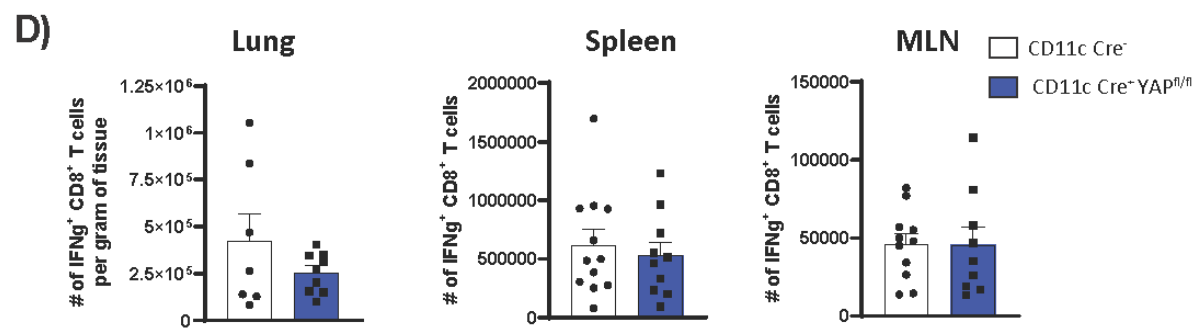 D)
Lung
Spleen
MLN
CD11c Cre⁻
CD11c Cre⁺ YAPᶠˡ/ᶠˡ
# of IFNg⁺ CD8⁺ T cells
per gram of tissue
1.25×10⁶
1×10⁶
7.5×10⁵
5×10⁵
2.5×10⁵
0
# of IFNg⁺ CD8⁺ T cells
2000000
1500000
1000000
500000
0
# of IFNg⁺ CD8⁺ T cells
150000
100000
50000
0